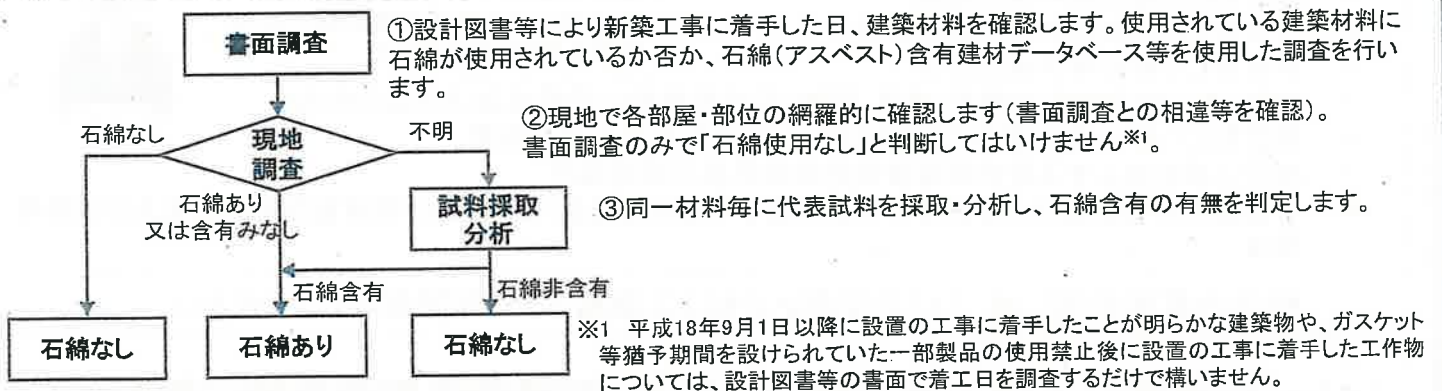 書面調査
①設計図書等により新築工事に着手した日、建築材料を確認します。使用されている建築材料に
石綿が使用されているか否か、石綿(アスベスト)含有建材データベース等を使用した調査を行い
ます。
②現地で各部屋・部位の網羅的に確認します(書面調査との相違等を確認)。
書面調査のみで「石綿使用なし」と判断してはいけません※1。
石綿なし
現地
調査
不明
石綿あり
又は含有みなし
試料採取
分析
③同一材料毎に代表試料を採取・分析し、石綿含有の有無を判定します。
石綿含有
石綿非含有
石綿なし
石綿あり
石綿なし
※1 平成18年9月1日以降に設置の工事に着手したことが明らかな建築物や、ガスケット
等猶予期間を設けられていた一部製品の使用禁止後に設置の工事に着手した工作物
については、設計図書等の書面で着工日を調査するだけで構いません。